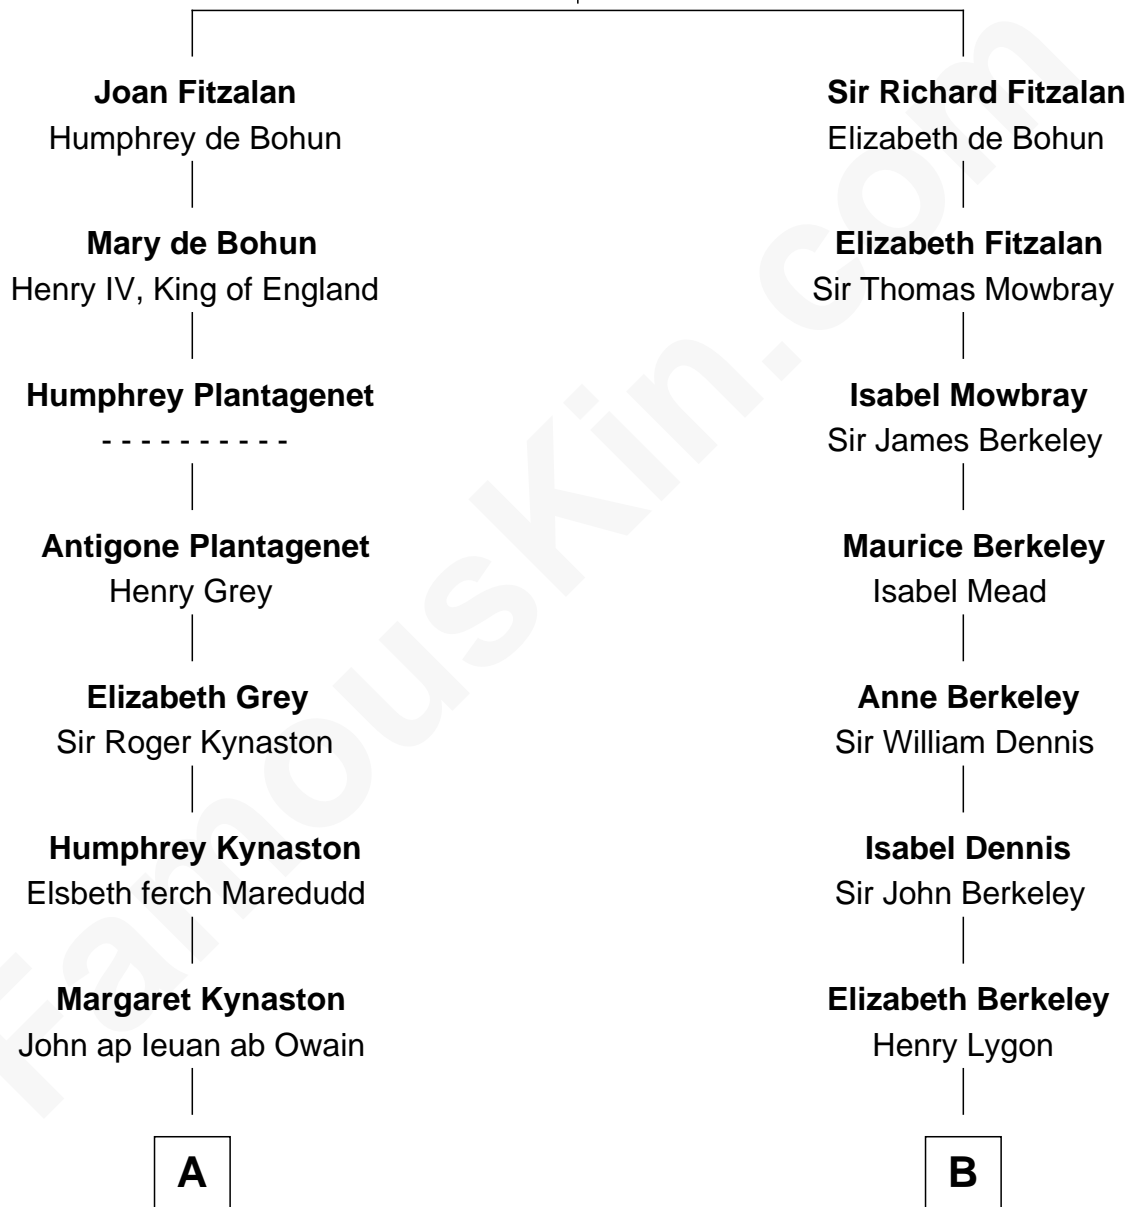 Joan Fitzalan
Humphrey de Bohun
Mary de Bohun
Henry IV, King of England
Humphrey Plantagenet
- - - - - - - - - -
Antigone Plantagenet
Henry Grey
Elizabeth Grey
Sir Roger Kynaston
Humphrey Kynaston
Elsbeth ferch Maredudd
Margaret Kynaston
John ap Ieuan ab Owain
A
Sir Richard Fitzalan
Elizabeth de Bohun
Elizabeth Fitzalan
Sir Thomas Mowbray
Isabel Mowbray
Sir James Berkeley
Maurice Berkeley
Isabel Mead
Anne Berkeley
Sir William Dennis
Isabel Dennis
Sir John Berkeley
Elizabeth Berkeley
Henry Lygon
B
FamousKin.com